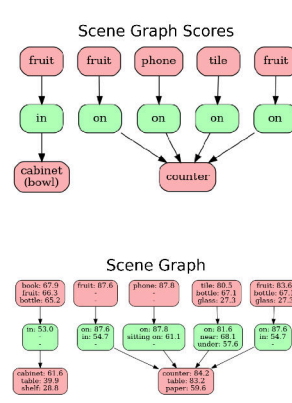 Scene Graph Scores
fruit fruit phone tile fruit
in on on on on
cabinet
(bowl)
counter
Scene Graph
book: 67.9 fruit: 87.6 phone: 87.8 tile: 80.5 fruit: 83.6
fruit: 66.3 - - bottle: 67.1 bottle: 67.
bottle: 65.2 - - glass: 27.3 glass: 27.
in: 53.0 on: 87.6 on: 87.8 on: 81.6 on: 87.6
- in: 54.7 sitting on: 61.1 near: 68.1 in: 54.7
- - - under: 57.6 -
cabinet: 61.6 counter: 84.2
table: 39.9 table: 83.2
shelf: 28.8 paper: 59.6